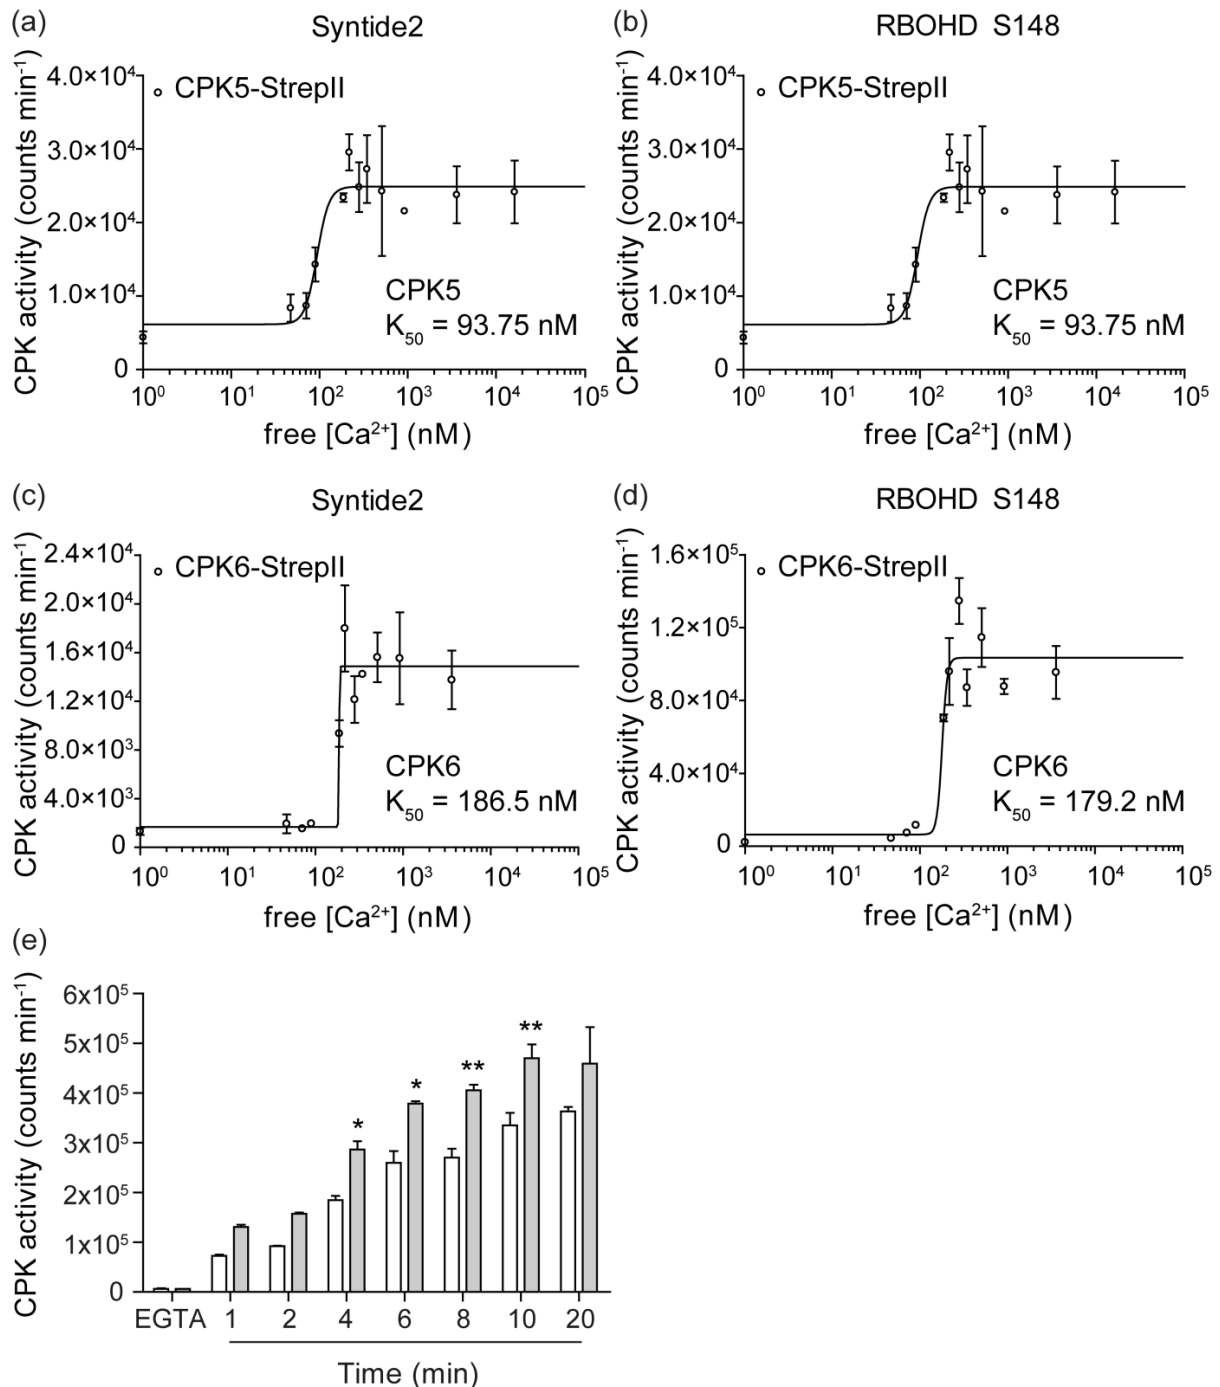 (a)
Syntide2
CPK activity (counts min⁻¹)
4.0×10⁴
3.0×10⁴
2.0×10⁴
1.0×10⁴
0
CPK5-StrepII
CPK5
K₅₀ = 93.75 nM
10⁰ 10¹ 10² 10³ 10⁴ 10⁵
free [Ca²⁺] (nM)
(b)
RBOHD S148
CPK activity (counts min⁻¹)
4.0×10⁴
3.0×10⁴
2.0×10⁴
1.0×10⁴
0
CPK5-StrepII
CPK5
K₅₀ = 93.75 nM
10⁰ 10¹ 10² 10³ 10⁴ 10⁵
free [Ca²⁺] (nM)
(c)
Syntide2
CPK activity (counts min⁻¹)
2.4×10⁴
2.0×10⁴
1.6×10⁴
1.2×10⁴
8.0×10³
4.0×10³
0
CPK6-StrepII
CPK6
K₅₀ = 186.5 nM
10⁰ 10¹ 10² 10³ 10⁴ 10⁵
free [Ca²⁺] (nM)
(d)
RBOHD S148
CPK activity (counts min⁻¹)
1.6×10⁵
1.2×10⁵
8.0×10⁴
4.0×10⁴
0
CPK6-StrepII
CPK6
K₅₀ = 179.2 nM
10⁰ 10¹ 10² 10³ 10⁴ 10⁵
free [Ca²⁺] (nM)
(e)
CPK activity (counts min⁻¹)
6x10⁵
5x10⁵
4x10⁵
3x10⁵
2x10⁵
1x10⁵
0
* * ** **
EGTA 1 2 4 6 8 10 20
Time (min)